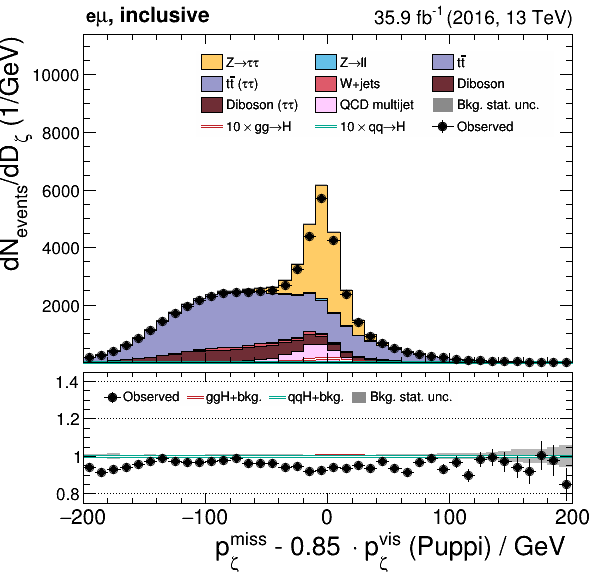 eμ, inclusive 35.9 fb⁻¹ (2016, 13 TeV)
dN_events/dD_ζ (1/GeV)
10000
8000
6000
4000
2000
Z→ττ Z→ll tt̄
tt̄ (ττ) W+jets Diboson
Diboson (ττ) QCD multijet Bkg. stat. unc.
10 × gg→H 10 × qq→H Observed
1.4
1.2
1
0.8
Observed ggH+bkg. qqH+bkg. Bkg. stat. unc.
−200 −100 0 100 200
p_ζ^miss - 0.85 · p_ζ^vis (Puppi) / GeV